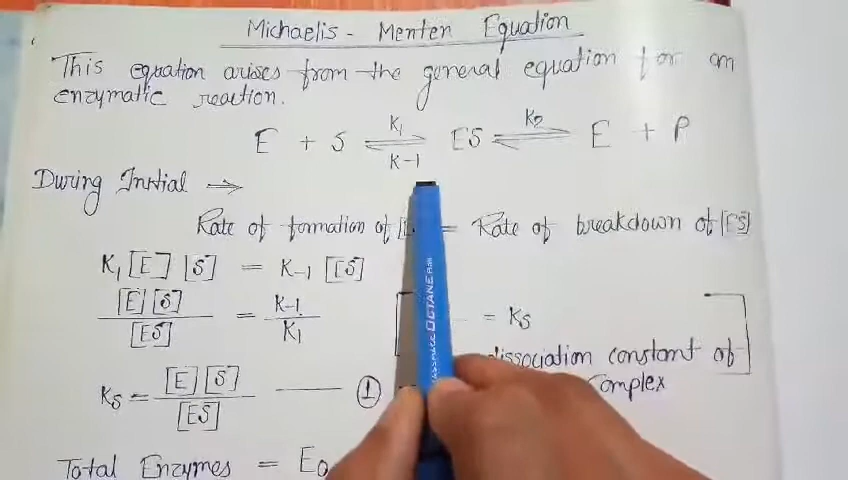 Michaelis - Menten Equation
This equation arises from the general equation for an
enzymatic reaction.
E + S ⇌ ES ⇌ E + P
K1 K2
K-1
During Initial ⇒
Rate of formation of = Rate of breakdown of [ES]
K1 [E] [S] = K-1 [ES]
[E] [S] / [ES] = K-1 / K1
= KS
dissociation constant of
Complex
KS = [E] [S] / [ES] —— ①
Total Enzymes = E0
OCTANE